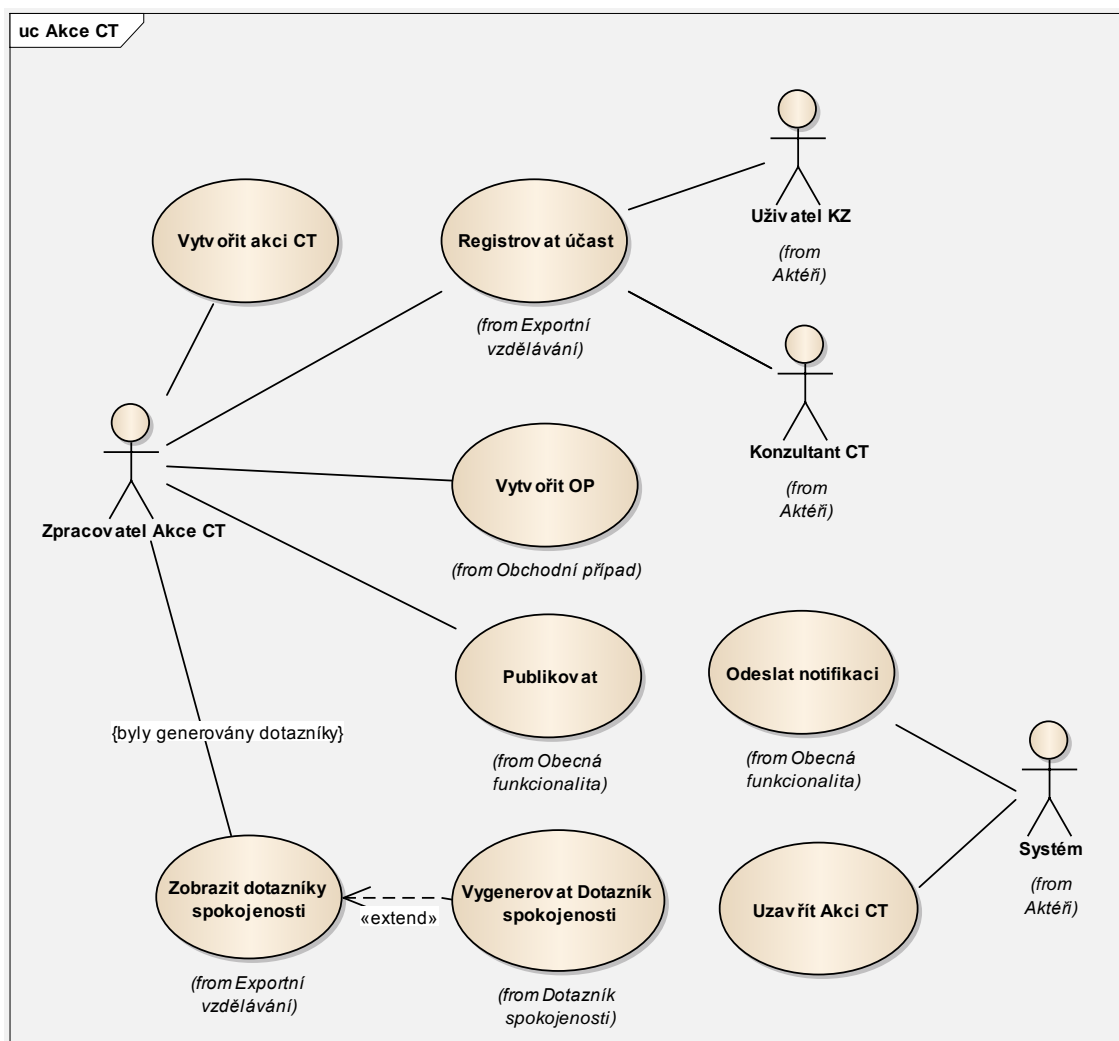 uc Akce CT
Uživatel KZ
(from
Aktéři)
Vytvořit akci CT
Registrovat účast
(from Exportní
vzdělávání)
Konzultant CT
(from
Aktéři)
Zpracovatel Akce CT
Vytvořit OP
(from Obchodní případ)
Publikovat
(from Obecná
funkcionalita)
Odeslat notifikaci
(from Obecná
funkcionalita)
{byly generovány dotazníky}
Systém
(from
Aktéři)
Zobrazit dotazníky
spokojenosti
(from Exportní
vzdělávání)
«extend»
Vygenerovat Dotazník
spokojenosti
(from Dotazník
spokojenosti)
Uzavřít Akci CT